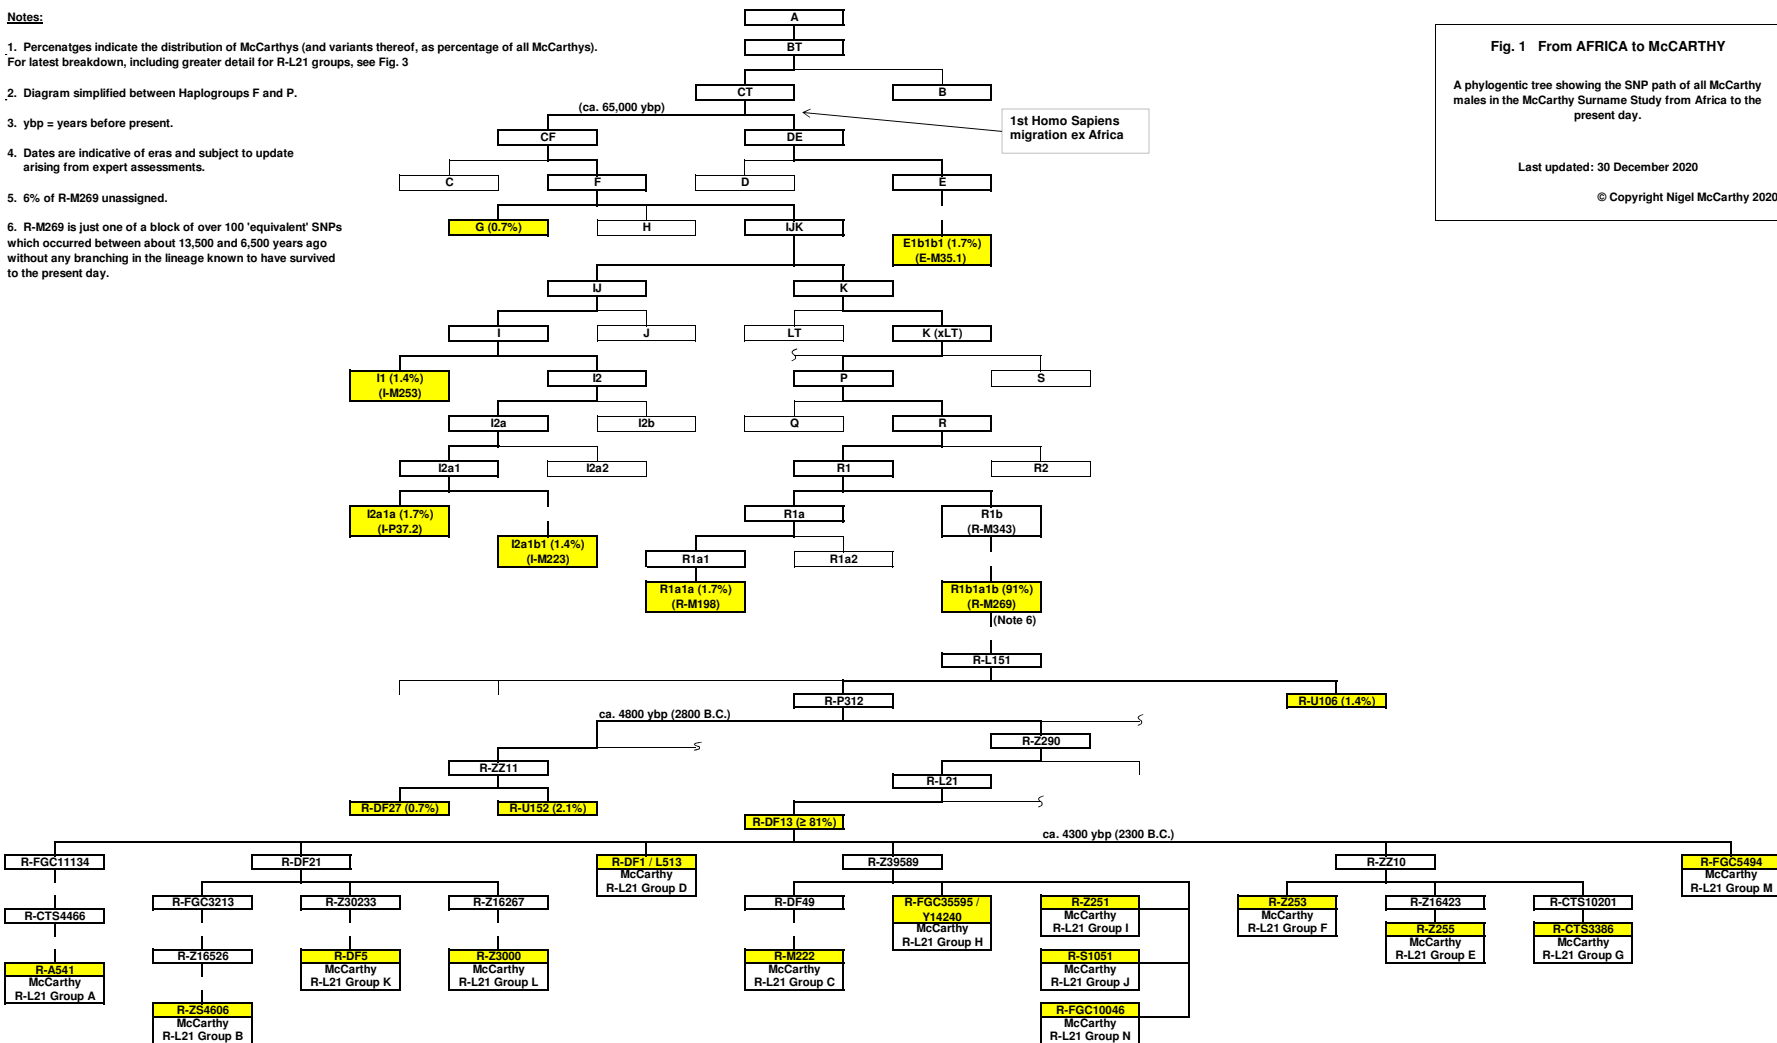 Notes:
1. Percenatges indicate the distribution of McCarthys (and variants thereof, as percentage of all McCarthys).
For latest breakdown, including greater detail for R-L21 groups, see Fig. 3
2. Diagram simplified between Haplogroups F and P.
3. ybp = years before present.
4. Dates are indicative of eras and subject to update
arising from expert assessments.
5. 6% of R-M269 unassigned.
6. R-M269 is just one of a block of over 100 'equivalent' SNPs
which occurred between about 13,500 and 6,500 years ago
without any branching in the lineage known to have survived
to the present day.
Fig. 1 From AFRICA to McCARTHY
A phylogentic tree showing the SNP path of all McCarthy
males in the McCarthy Surname Study from Africa to the
present day.
Last updated: 30 December 2020
© Copyright Nigel McCarthy 2020
A
BT
CT
B
(ca. 65,000 ybp)
1st Homo Sapiens
migration ex Africa
CF
DE
C
F
D
E
G (0.7%)
H
IJK
E1b1b1 (1.7%)
(E-M35.1)
IJ
K
I
J
LT
K (xLT)
I1 (1.4%)
(I-M253)
I2
P
S
I2a
I2b
Q
R
I2a1
I2a2
R1
R2
I2a1a (1.7%)
(I-P37.2)
R1a
R1b
(R-M343)
I2a1b1 (1.4%)
(I-M223)
R1a1
R1a2
R1a1a (1.7%)
(R-M198)
R1b1a1b (91%)
(R-M269)
(Note 6)
R-L151
R-P312
R-U106 (1.4%)
ca. 4800 ybp (2800 B.C.)
R-Z290
R-ZZ11
R-L21
R-DF27 (0.7%)
R-U152 (2.1%)
R-DF13 (≥ 81%)
ca. 4300 ybp (2300 B.C.)
R-FGC11134
R-DF21
R-DF1 / L513
McCarthy
R-L21 Group D
R-Z39589
R-ZZ10
R-FGC5494
McCarthy
R-L21 Group M
R-CTS4466
R-FGC3213
R-Z30233
R-Z16267
R-DF49
R-FGC35595 /
Y14240
McCarthy
R-L21 Group H
R-Z251
McCarthy
R-L21 Group I
R-Z253
McCarthy
R-L21 Group F
R-Z16423
R-CTS10201
R-Z255
McCarthy
R-L21 Group E
R-CTS3386
McCarthy
R-L21 Group G
R-A541
McCarthy
R-L21 Group A
R-Z16526
R-DF5
McCarthy
R-L21 Group K
R-Z3000
McCarthy
R-L21 Group L
R-M222
McCarthy
R-L21 Group C
R-S1051
McCarthy
R-L21 Group J
R-ZS4606
McCarthy
R-L21 Group B
R-FGC10046
McCarthy
R-L21 Group N